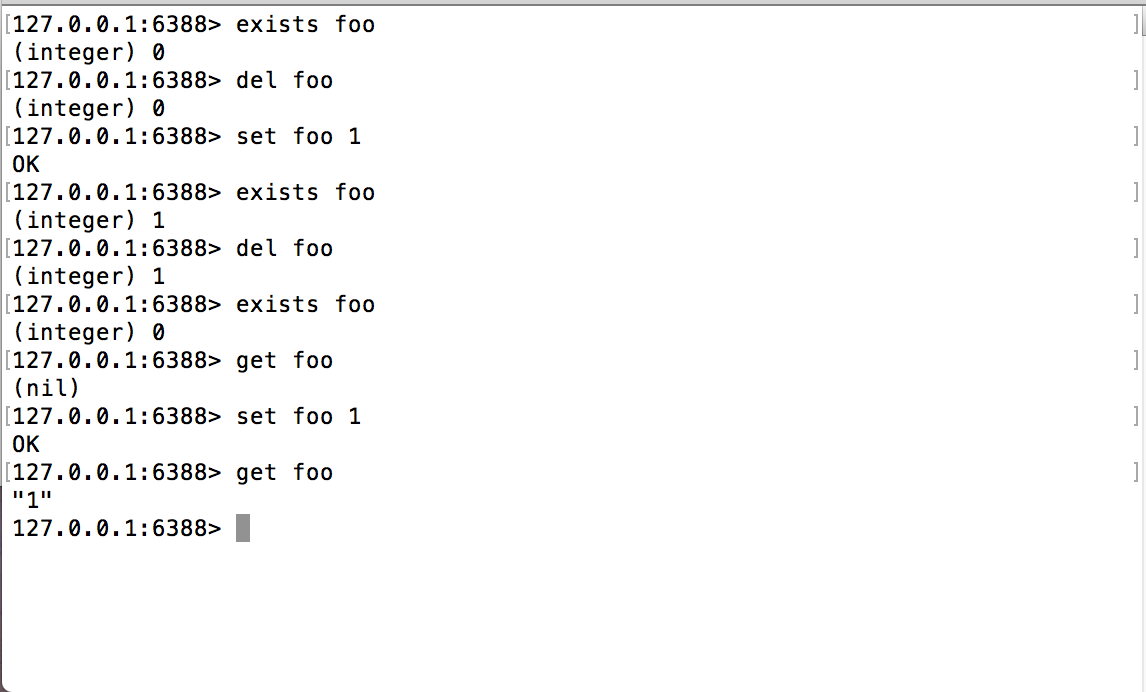 [127.0.0.1:6388> exists foo ]
(integer) 0
[127.0.0.1:6388> del foo ]
(integer) 0
[127.0.0.1:6388> set foo 1 ]
OK
[127.0.0.1:6388> exists foo ]
(integer) 1
[127.0.0.1:6388> del foo ]
(integer) 1
[127.0.0.1:6388> exists foo ]
(integer) 0
[127.0.0.1:6388> get foo ]
(nil)
[127.0.0.1:6388> set foo 1 ]
OK
[127.0.0.1:6388> get foo ]
"1"
127.0.0.1:6388>